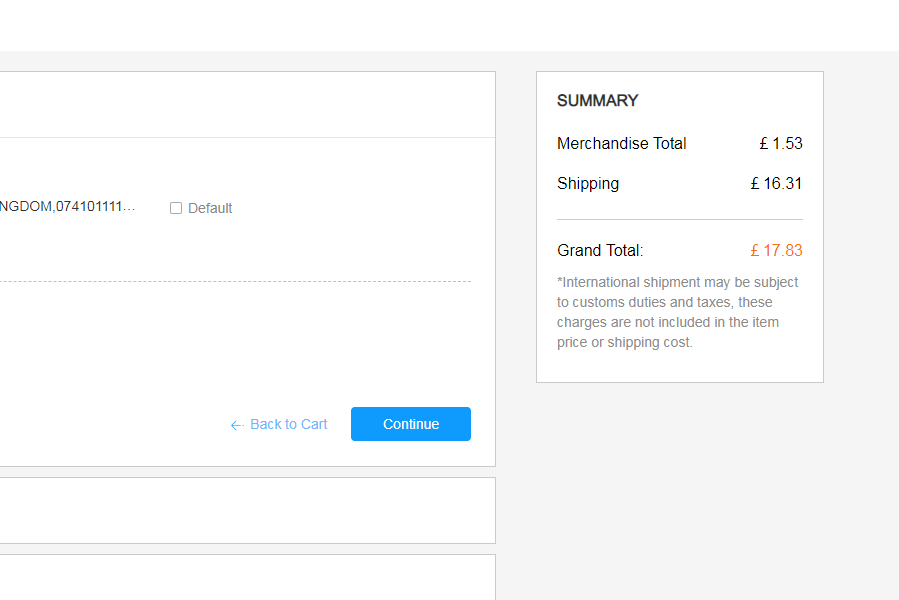 NGDOM,074101111...
Default
← Back to Cart
Continue
SUMMARY
Merchandise Total £ 1.53
Shipping £ 16.31
Grand Total: £ 17.83
*International shipment may be subject
to customs duties and taxes, these
charges are not included in the item
price or shipping cost.